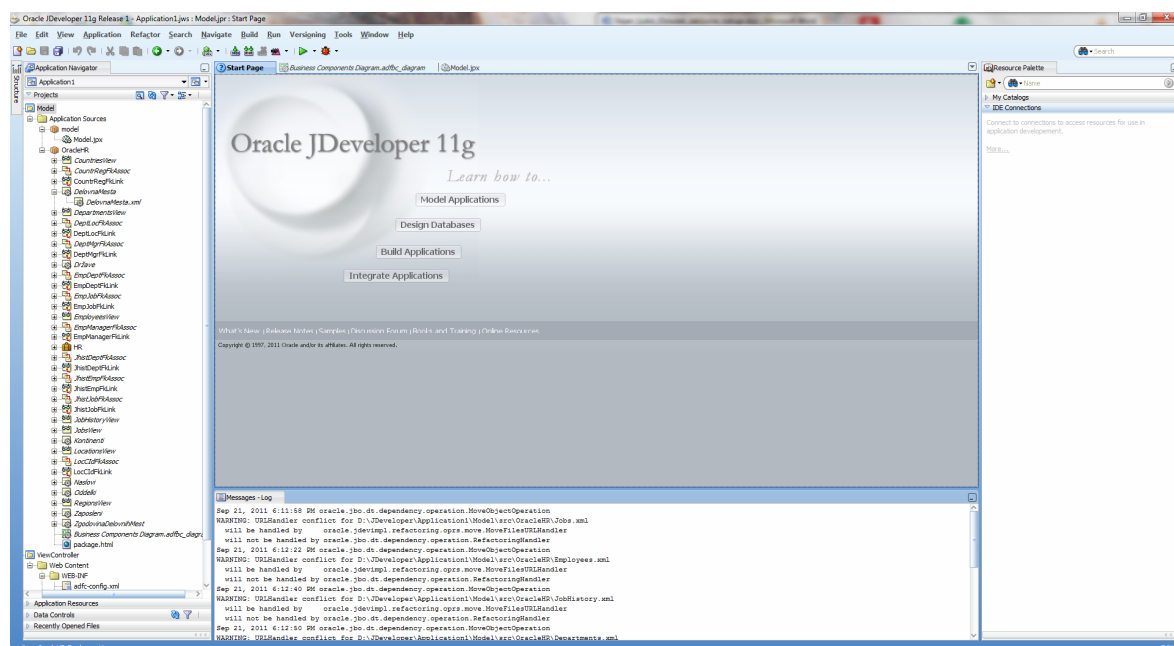 Oracle JDeveloper 11g Release 1 - Application1.jws : Model.jpr : Start Page
File Edit View Application Refactor Search Navigate Build Run Versioning Tools Window Help
Search
Application Navigator
Start Page
Business Components Diagram.adfbc_diagram
Model.jpx
Resource Palette
Structure
Application1
Name
Projects
My Catalogs
IDE Connections
Connect to connections to access resources for use in
application developement.
More...
Model
Application Sources
model
Model.jpx
OracleHR
CountriesView
CountrRegFkAssoc
CountrRegFkLink
DelovnaMesta
DelovnaMesta.xml
DepartmentsView
DeptLocFkAssoc
DeptLocFkLink
DeptMgrFkAssoc
DeptMgrFkLink
Države
EmpDeptFkAssoc
EmpDeptFkLink
EmpJobFkAssoc
EmpJobFkLink
EmployeesView
EmpManagerFkAssoc
EmpManagerFkLink
HR
JhistDeptFkAssoc
JhistDeptFkLink
JhistEmpFkAssoc
JhistEmpFkLink
JhistJobFkAssoc
JhistJobFkLink
JobHistoryView
JobsView
Kontinenti
LocationsView
LocCIdFkAssoc
LocCIdFkLink
Naslovi
Oddelki
RegionsView
Zaposleni
ZgodovinaDelovnihMest
Business Components Diagram.adfbc_diagra
package.html
ViewController
Web Content
WEB-INF
adfc-config.xml
Application Resources
Data Controls
Recently Opened Files
Oracle JDeveloper 11g
Learn how to...
Model Applications
Design Databases
Build Applications
Integrate Applications
What's New | Release Notes | Samples | Discussion Forum | Books and Training | Online Resources
Copyright © 1997, 2011 Oracle and/or its affiliates. All rights reserved.
Messages - Log
Sep 21, 2011 6:11:58 PM oracle.jbo.dt.dependency.operation.MoveObjectOperation
WARNING: URLHandler conflict for D:\JDeveloper\Application1\Model\src\OracleHR\Jobs.xml
will be handled by oracle.jdevimpl.refactoring.oprs.move.MoveFilesURLHandler
will not be handled by oracle.jbo.dt.dependency.operation.RefactoringHandler
Sep 21, 2011 6:12:22 PM oracle.jbo.dt.dependency.operation.MoveObjectOperation
WARNING: URLHandler conflict for D:\JDeveloper\Application1\Model\src\OracleHR\Employees.xml
will be handled by oracle.jdevimpl.refactoring.oprs.move.MoveFilesURLHandler
will not be handled by oracle.jbo.dt.dependency.operation.RefactoringHandler
Sep 21, 2011 6:12:40 PM oracle.jbo.dt.dependency.operation.MoveObjectOperation
WARNING: URLHandler conflict for D:\JDeveloper\Application1\Model\src\OracleHR\JobHistory.xml
will be handled by oracle.jdevimpl.refactoring.oprs.move.MoveFilesURLHandler
will not be handled by oracle.jbo.dt.dependency.operation.RefactoringHandler
Sep 21, 2011 6:12:50 PM oracle.jbo.dt.dependency.operation.MoveObjectOperation
WARNING: URLHandler conflict for D:\JDeveloper\Application1\Model\src\OracleHR\Departments.xml